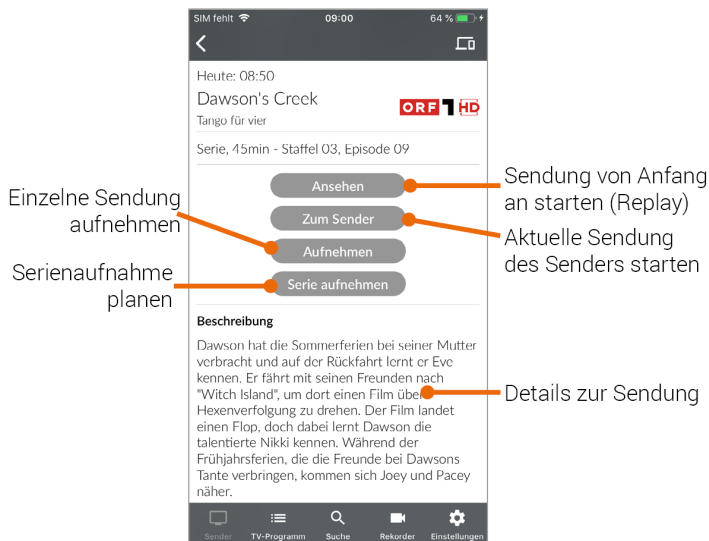 SIM fehlt 09:00 64 %
Heute: 08:50
Dawson's Creek
Tango für vier
ORF 1 HD
Serie, 45min - Staffel 03, Episode 09
Ansehen
Zum Sender
Aufnehmen
Serie aufnehmen
Einzelne Sendung
aufnehmen
Serienaufnahme
planen
Sendung von Anfang
an starten (Replay)
Aktuelle Sendung
des Senders starten
Beschreibung
Dawson hat die Sommerferien bei seiner Mutter
verbracht und auf der Rückfahrt lernt er Eve
kennen. Er fährt mit seinen Freunden nach
"Witch Island", um dort einen Film über
Hexenverfolgung zu drehen. Der Film landet
einen Flop, doch dabei lernt Dawson die
talentierte Nikki kennen. Während der
Frühjahrsferien, die die Freunde bei Dawsons
Tante verbringen, kommen sich Joey und Pacey
näher.
Details zur Sendung
Sender TV-Programm Suche Rekorder Einstellungen